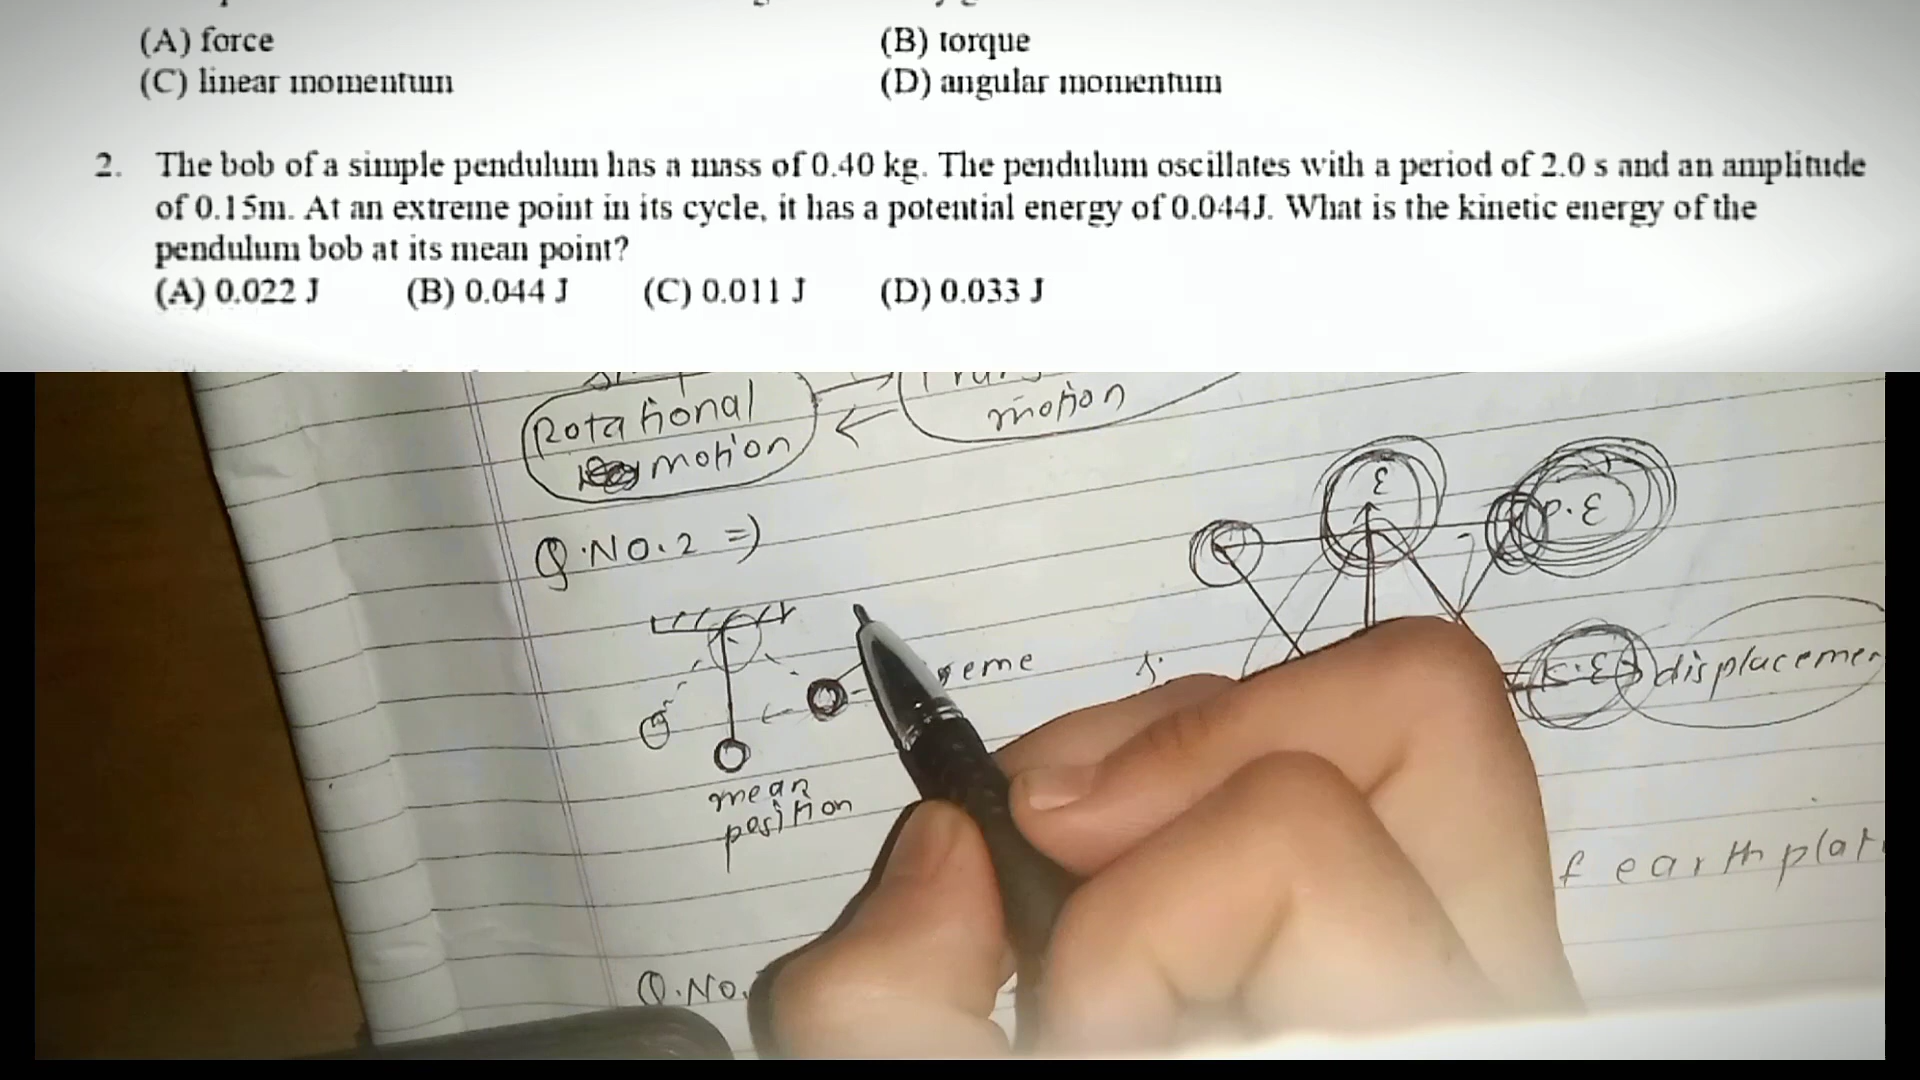 (A) force (B) torque
(C) linear momentum (D) angular momentum
2. The bob of a simple pendulum has a mass of 0.40 kg. The pendulum oscillates with a period of 2.0 s and an amplitude
of 0.15m. At an extreme point in its cycle, it has a potential energy of 0.044J. What is the kinetic energy of the
pendulum bob at its mean point?
(A) 0.022 J (B) 0.044 J (C) 0.011 J (D) 0.033 J
Rotational
motion
motion
Q.NO.2 =>
E
P.E
eme
K.E
displacemen
mean
position
f earth plat
Q.No.